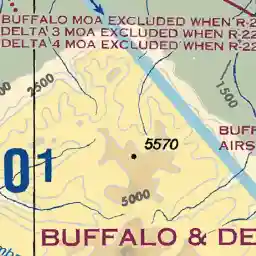 BUFFALO MOA EXCLUDED WHEN R-22
DELTA 3 MOA EXCLUDED WHEN R-22
DELTA 4 MOA EXCLUDED WHEN R-22
2500
1500
BUFF
AIRS
5570
01
5000
BUFFALO & DE